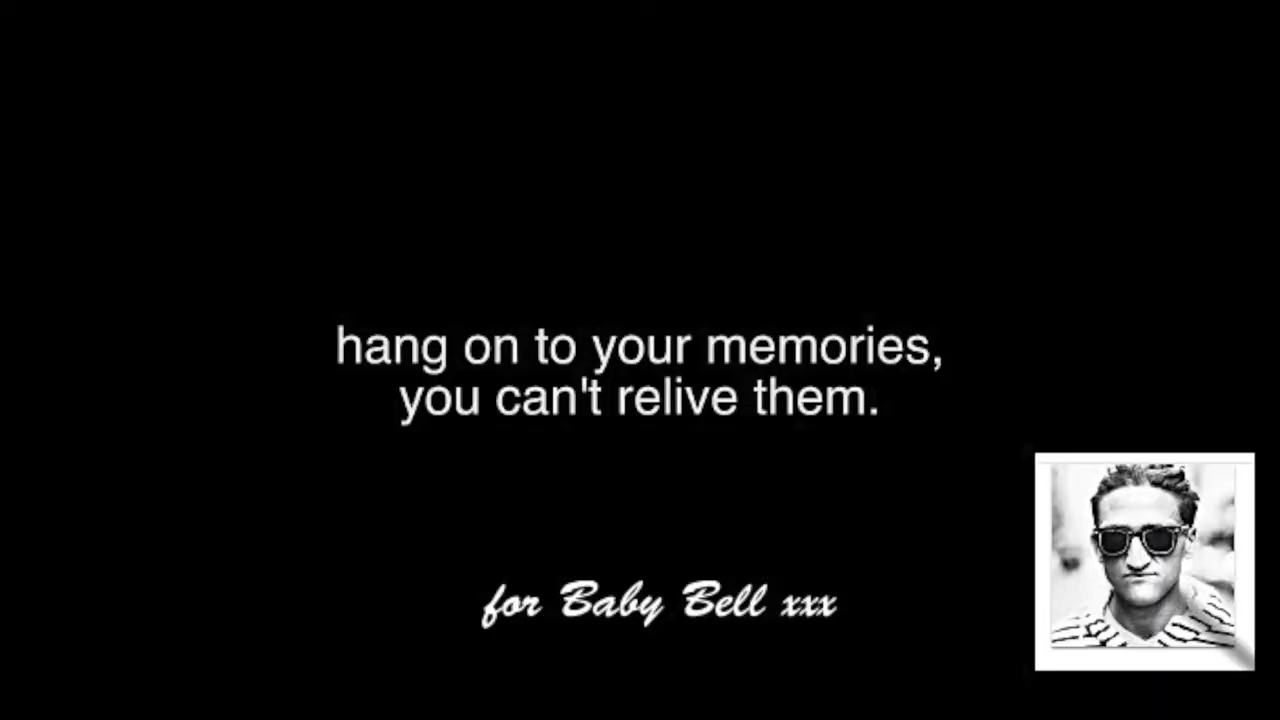 hang on to your memories,
you can't relive them.
for Baby Bell xxx